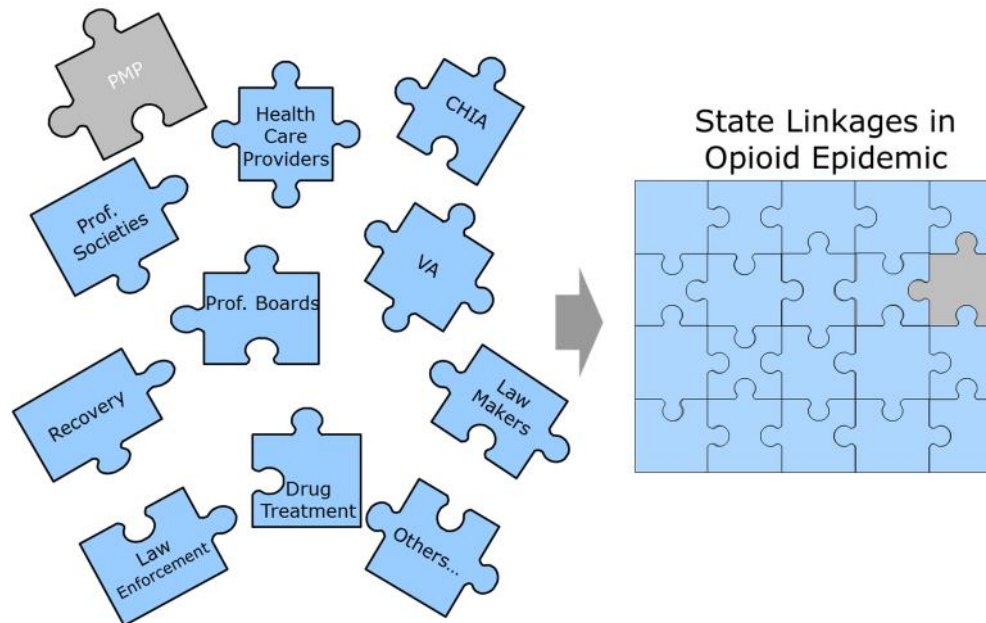 PMP
Health
Care
Providers
CHIA
Prof.
Societies
VA
Prof. Boards
Recovery
Law
Makers
Drug
Treatment
Law
Enforcement
Others...
State Linkages in
Opioid Epidemic